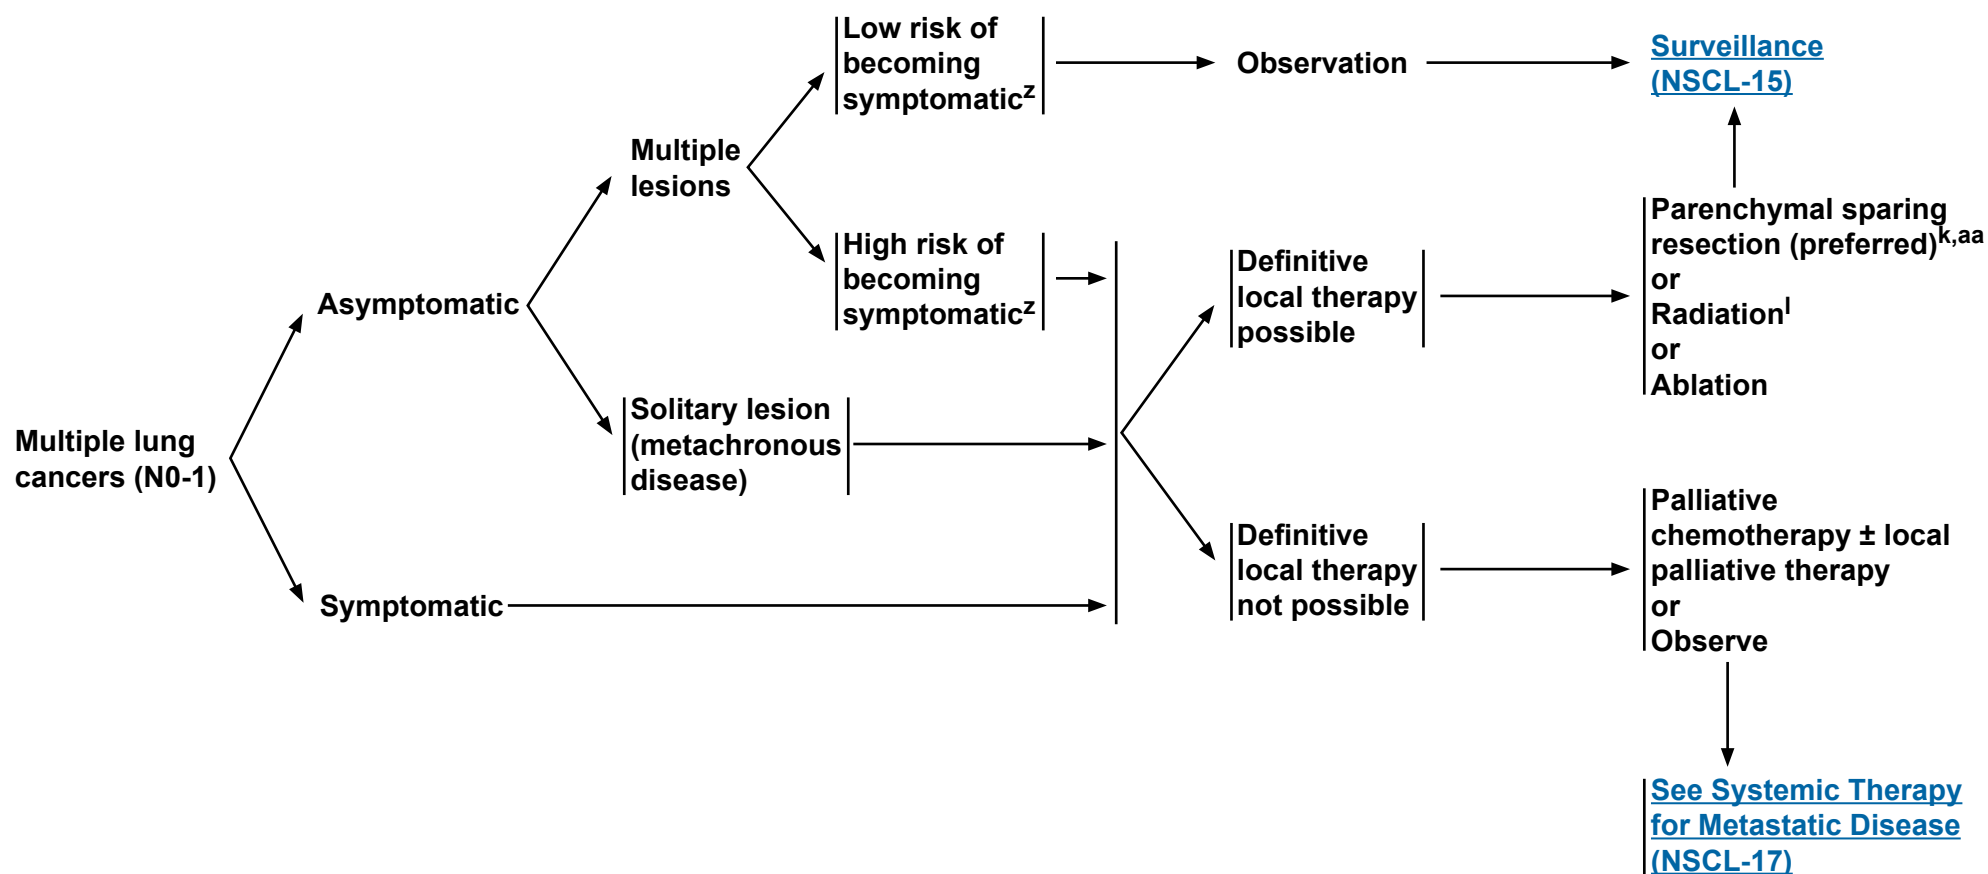 Multiple lung
cancers (N0-1)
Asymptomatic
Symptomatic
Multiple
lesions
Solitary lesion
(metachronous
disease)
Low risk of
becoming
symptomaticᶻ
High risk of
becoming
symptomaticᶻ
Observation
Definitive
local therapy
possible
Definitive
local therapy
not possible
Surveillance
(NSCL-15)
Parenchymal sparing
resection (preferred)ᵏ,ᵃᵃ
or
Radiationˡ
or
Ablation
Palliative
chemotherapy ± local
palliative therapy
or
Observe
See Systemic Therapy
for Metastatic Disease
(NSCL-17)